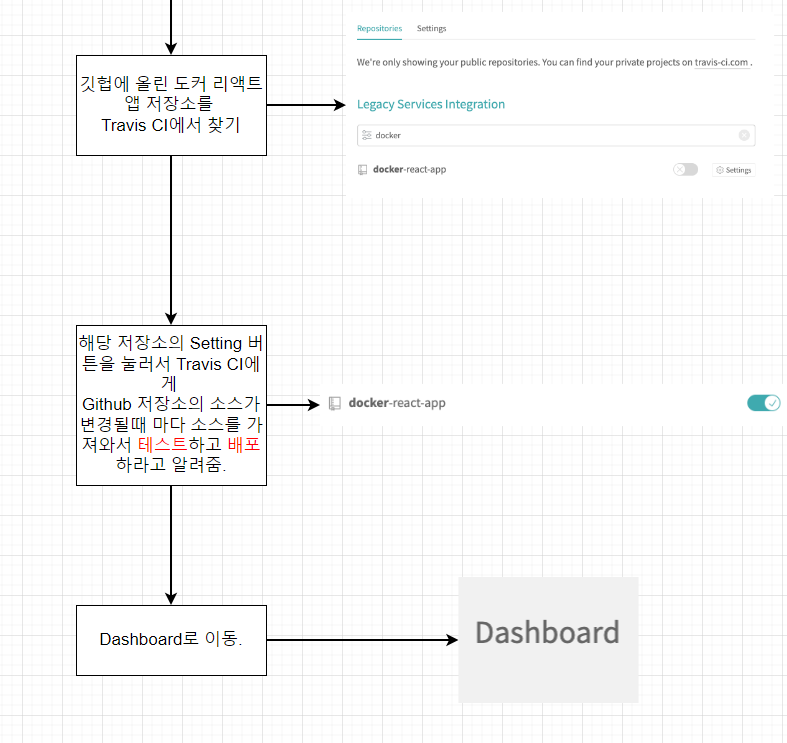 Repositories Settings
We're only showing your public repositories. You can find your private projects on travis-ci.com .
깃헙에 올린 도커 리액트
앱 저장소를
Travis CI에서 찾기
Legacy Services Integration
docker
docker-react-app Settings
해당 저장소의 Setting 버
튼을 눌러서 Travis CI에
게
Github 저장소의 소스가
변경될때 마다 소스를 가
져와서 테스트하고 배포
하라고 알려줌.
docker-react-app
Dashboard로 이동.
Dashboard